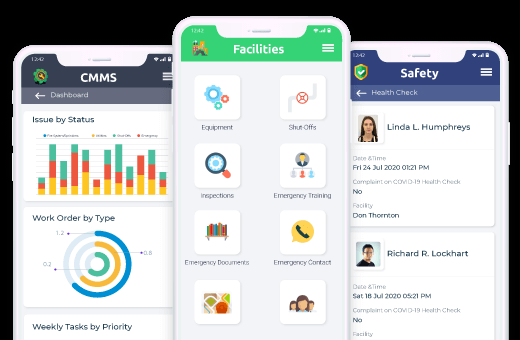 12:42
CMMS
Dashboard
Issue by Status
Utilities
Shut Offs
Emergency
Work Order by Type
1.2
0.8
0.2
Weekly Tasks by Priority
12:42
Facilities
Equipment
Shut Offs
Inspections
Emergency Training
Emergency Documents
Emergency Contact
12:42
Safety
Health Check
Linda L. Humphreys
Date &Time
Fri 24 Jul 2020 01:21 PM
Complaint on COVID-19 Health Check
No
Facility
Don Thornton
Richard R. Lockhart
Date &Time
Sat 18 Jul 2020 05:21 PM
Complaint on COVID-19 Health Check
No
Facility